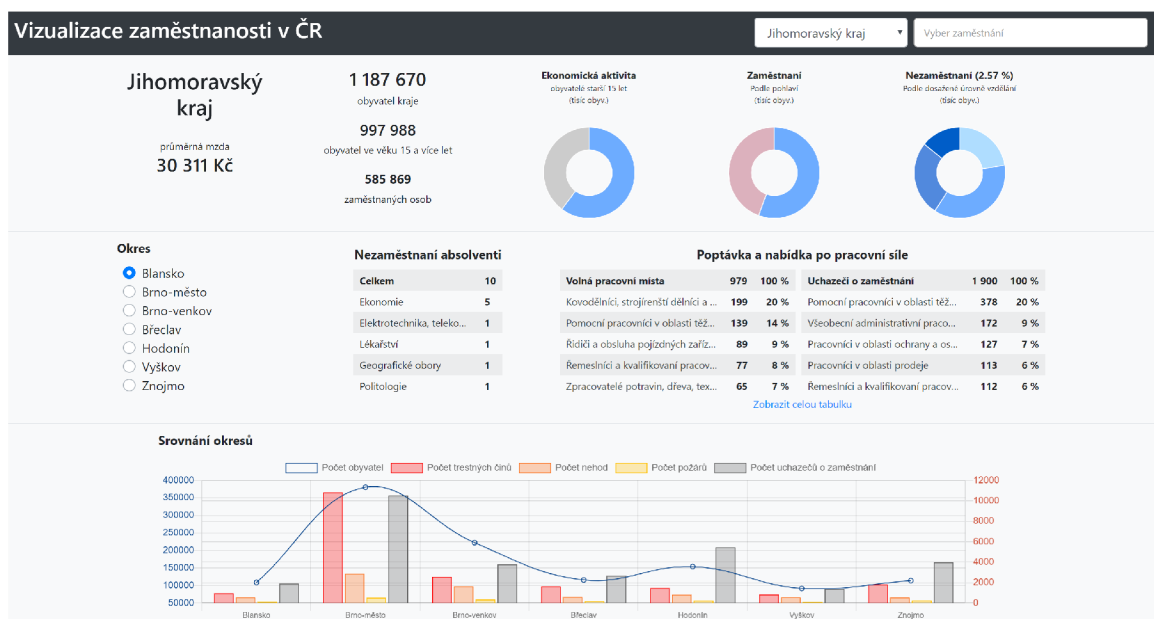 Vizualizace zaměstnanosti v ČR
Jihomoravský kraj
Vyber zaměstnání
Jihomoravský
kraj
průměrná mzda
30 311 Kč
1 187 670
obyvatel kraje
997 988
obyvatel ve věku 15 a více let
585 869
zaměstnaných osob
Ekonomická aktivita
obyvatelé starší 15 let
(tisíc obyv.)
Zaměstnaní
Podle pohlaví
(tisíc obyv.)
Nezaměstnaní (2.57 %)
Podle dosažené úrovně vzdělání
(tisíc obyv.)
Okres
Blansko
Brno-město
Brno-venkov
Břeclav
Hodonín
Vyškov
Znojmo
Nezaměstnaní absolventi
Celkem 10
Ekonomie 5
Elektrotechnika, teleko... 1
Lékařství 1
Geografické obory 1
Politologie 1
Poptávka a nabídka po pracovní síle
Volná pracovní místa 979 100 % Uchazeči o zaměstnání 1 900 100 %
Kovodělníci, strojírenští dělníci a ... 199 20 % Pomocní pracovníci v oblasti těž... 378 20 %
Pomocní pracovníci v oblasti těž... 139 14 % Všeobecní administrativní praco... 172 9 %
Řidiči a obsluha pojízdných zaříz... 89 9 % Pracovníci v oblasti ochrany a os... 127 7 %
Řemeslníci a kvalifikovaní pracov... 77 8 % Pracovníci v oblasti prodeje 113 6 %
Zpracovatelé potravin, dřeva, tex... 65 7 % Řemeslníci a kvalifikovaní pracov... 112 6 %
Zobrazit celou tabulku
Srovnání okresů
Počet obyvatel Počet trestných činů Počet nehod Počet požárů Počet uchazečů o zaměstnání
400000 12000
350000 10000
300000 8000
250000 6000
200000 4000
150000 2000
100000 0
50000
Blansko Brno-město Brno-venkov Břeclav Hodonín Vyškov Znojmo